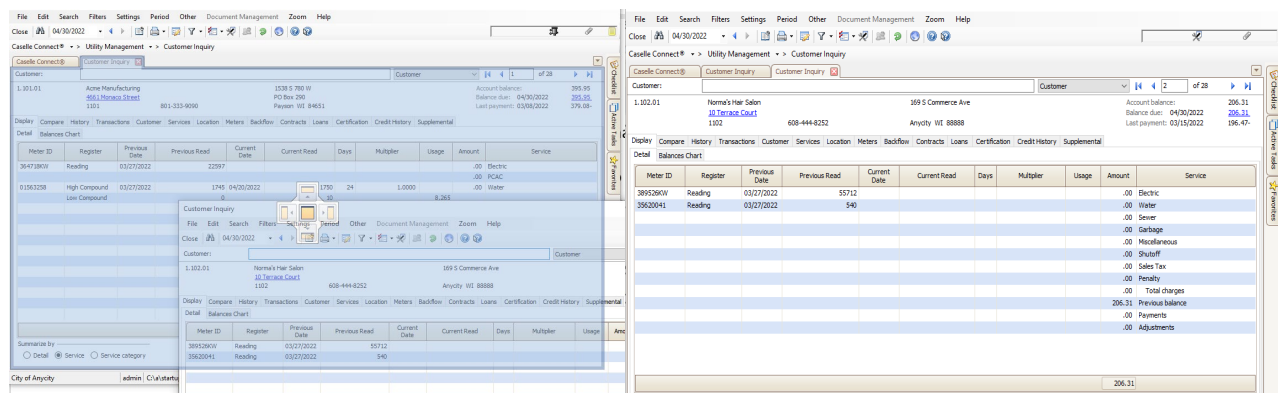 File Edit Search Filters Settings Period Other Document Management Zoom Help
Close 04/30/2022
Caselle Connect® > Utility Management > Customer Inquiry
Caselle Connect® Customer Inquiry
Customer: Customer 1 of 28
1.101.01 Acme Manufacturing 1538 S 780 W Account balance: 395.95
4661 Monaco Street PO Box 290 Balance due: 04/30/2022 395.95
1101 801-333-9090 Payson WI 84651 Last payment: 03/08/2022 379.08-
Display Compare History Transactions Customer Services Location Meters Backflow Contracts Loans Certification Credit History Supplemental
Detail Balances Chart
Meter ID Register Previous Date Previous Read Current Date Current Read Days Multiplier Usage Amount Service
364718KW Reading 03/27/2022 22597 .00 Electric
.00 PCAC
01563258 High Compound 03/27/2022 1745 04/20/2022 1750 24 1.0000 .00 Water
Low Compound 0 10 8,265
Customer Inquiry
File Edit Search Filters Settings Period Other Document Management Zoom Help
Close 04/30/2022
Customer: Customer
1.102.01 Norma's Hair Salon 169 S Commerce Ave
10 Terrace Court
1102 608-444-8252 Anycity WI 88888
Display Compare History Transactions Customer Services Location Meters Backflow Contracts Loans Certification Credit History Supplemental
Detail Balances Chart
Meter ID Register Previous Date Previous Read Current Date Current Read Days Multiplier Usage
389526KW Reading 03/27/2022 55712
35620041 Reading 03/27/2022 540
Summarize by
Detail Service Service category
City of Anycity admin
Checklist
Active Tasks
Favorites
File Edit Search Filters Settings Period Other Document Management Zoom Help
Close 04/30/2022
Caselle Connect® > Utility Management > Customer Inquiry
Caselle Connect® Customer Inquiry Customer Inquiry
Customer: Customer 2 of 28
1.102.01 Norma's Hair Salon 169 S Commerce Ave Account balance: 206.31
10 Terrace Court Balance due: 04/30/2022 206.31
1102 608-444-8252 Anycity WI 88888 Last payment: 03/15/2022 196.47-
Display Compare History Transactions Customer Services Location Meters Backflow Contracts Loans Certification Credit History Supplemental
Detail Balances Chart
Meter ID Register Previous Date Previous Read Current Date Current Read Days Multiplier Usage Amount Service
389526KW Reading 03/27/2022 55712 .00 Electric
35620041 Reading 03/27/2022 540 .00 Water
.00 Sewer
.00 Garbage
.00 Miscellaneous
.00 Shutoff
.00 Sales Tax
.00 Penalty
.00 Total charges
206.31 Previous balance
.00 Payments
.00 Adjustments
206.31
Checklist
Active Tasks
Favorites